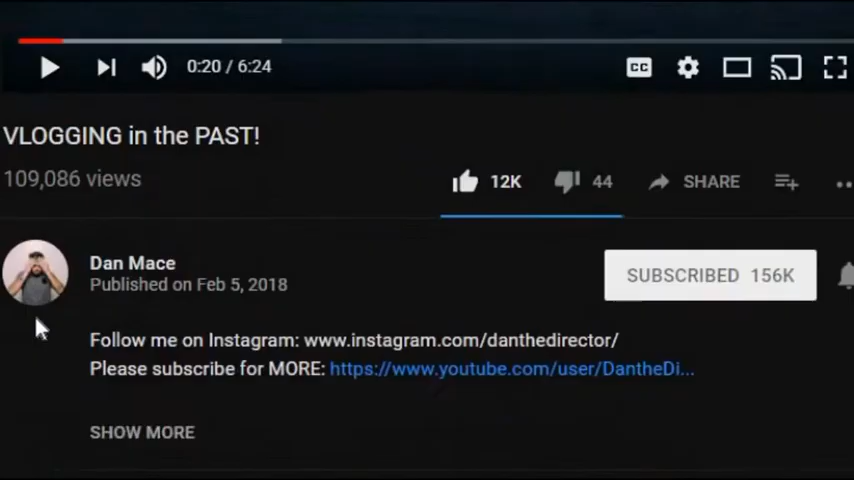 0:20 / 6:24
CC
VLOGGING in the PAST!
109,086 views
12K
44
SHARE
Dan Mace
Published on Feb 5, 2018
SUBSCRIBED 156K
Follow me on Instagram: www.instagram.com/danthedirector/
Please subscribe for MORE: https://www.youtube.com/user/DantheDi...
SHOW MORE